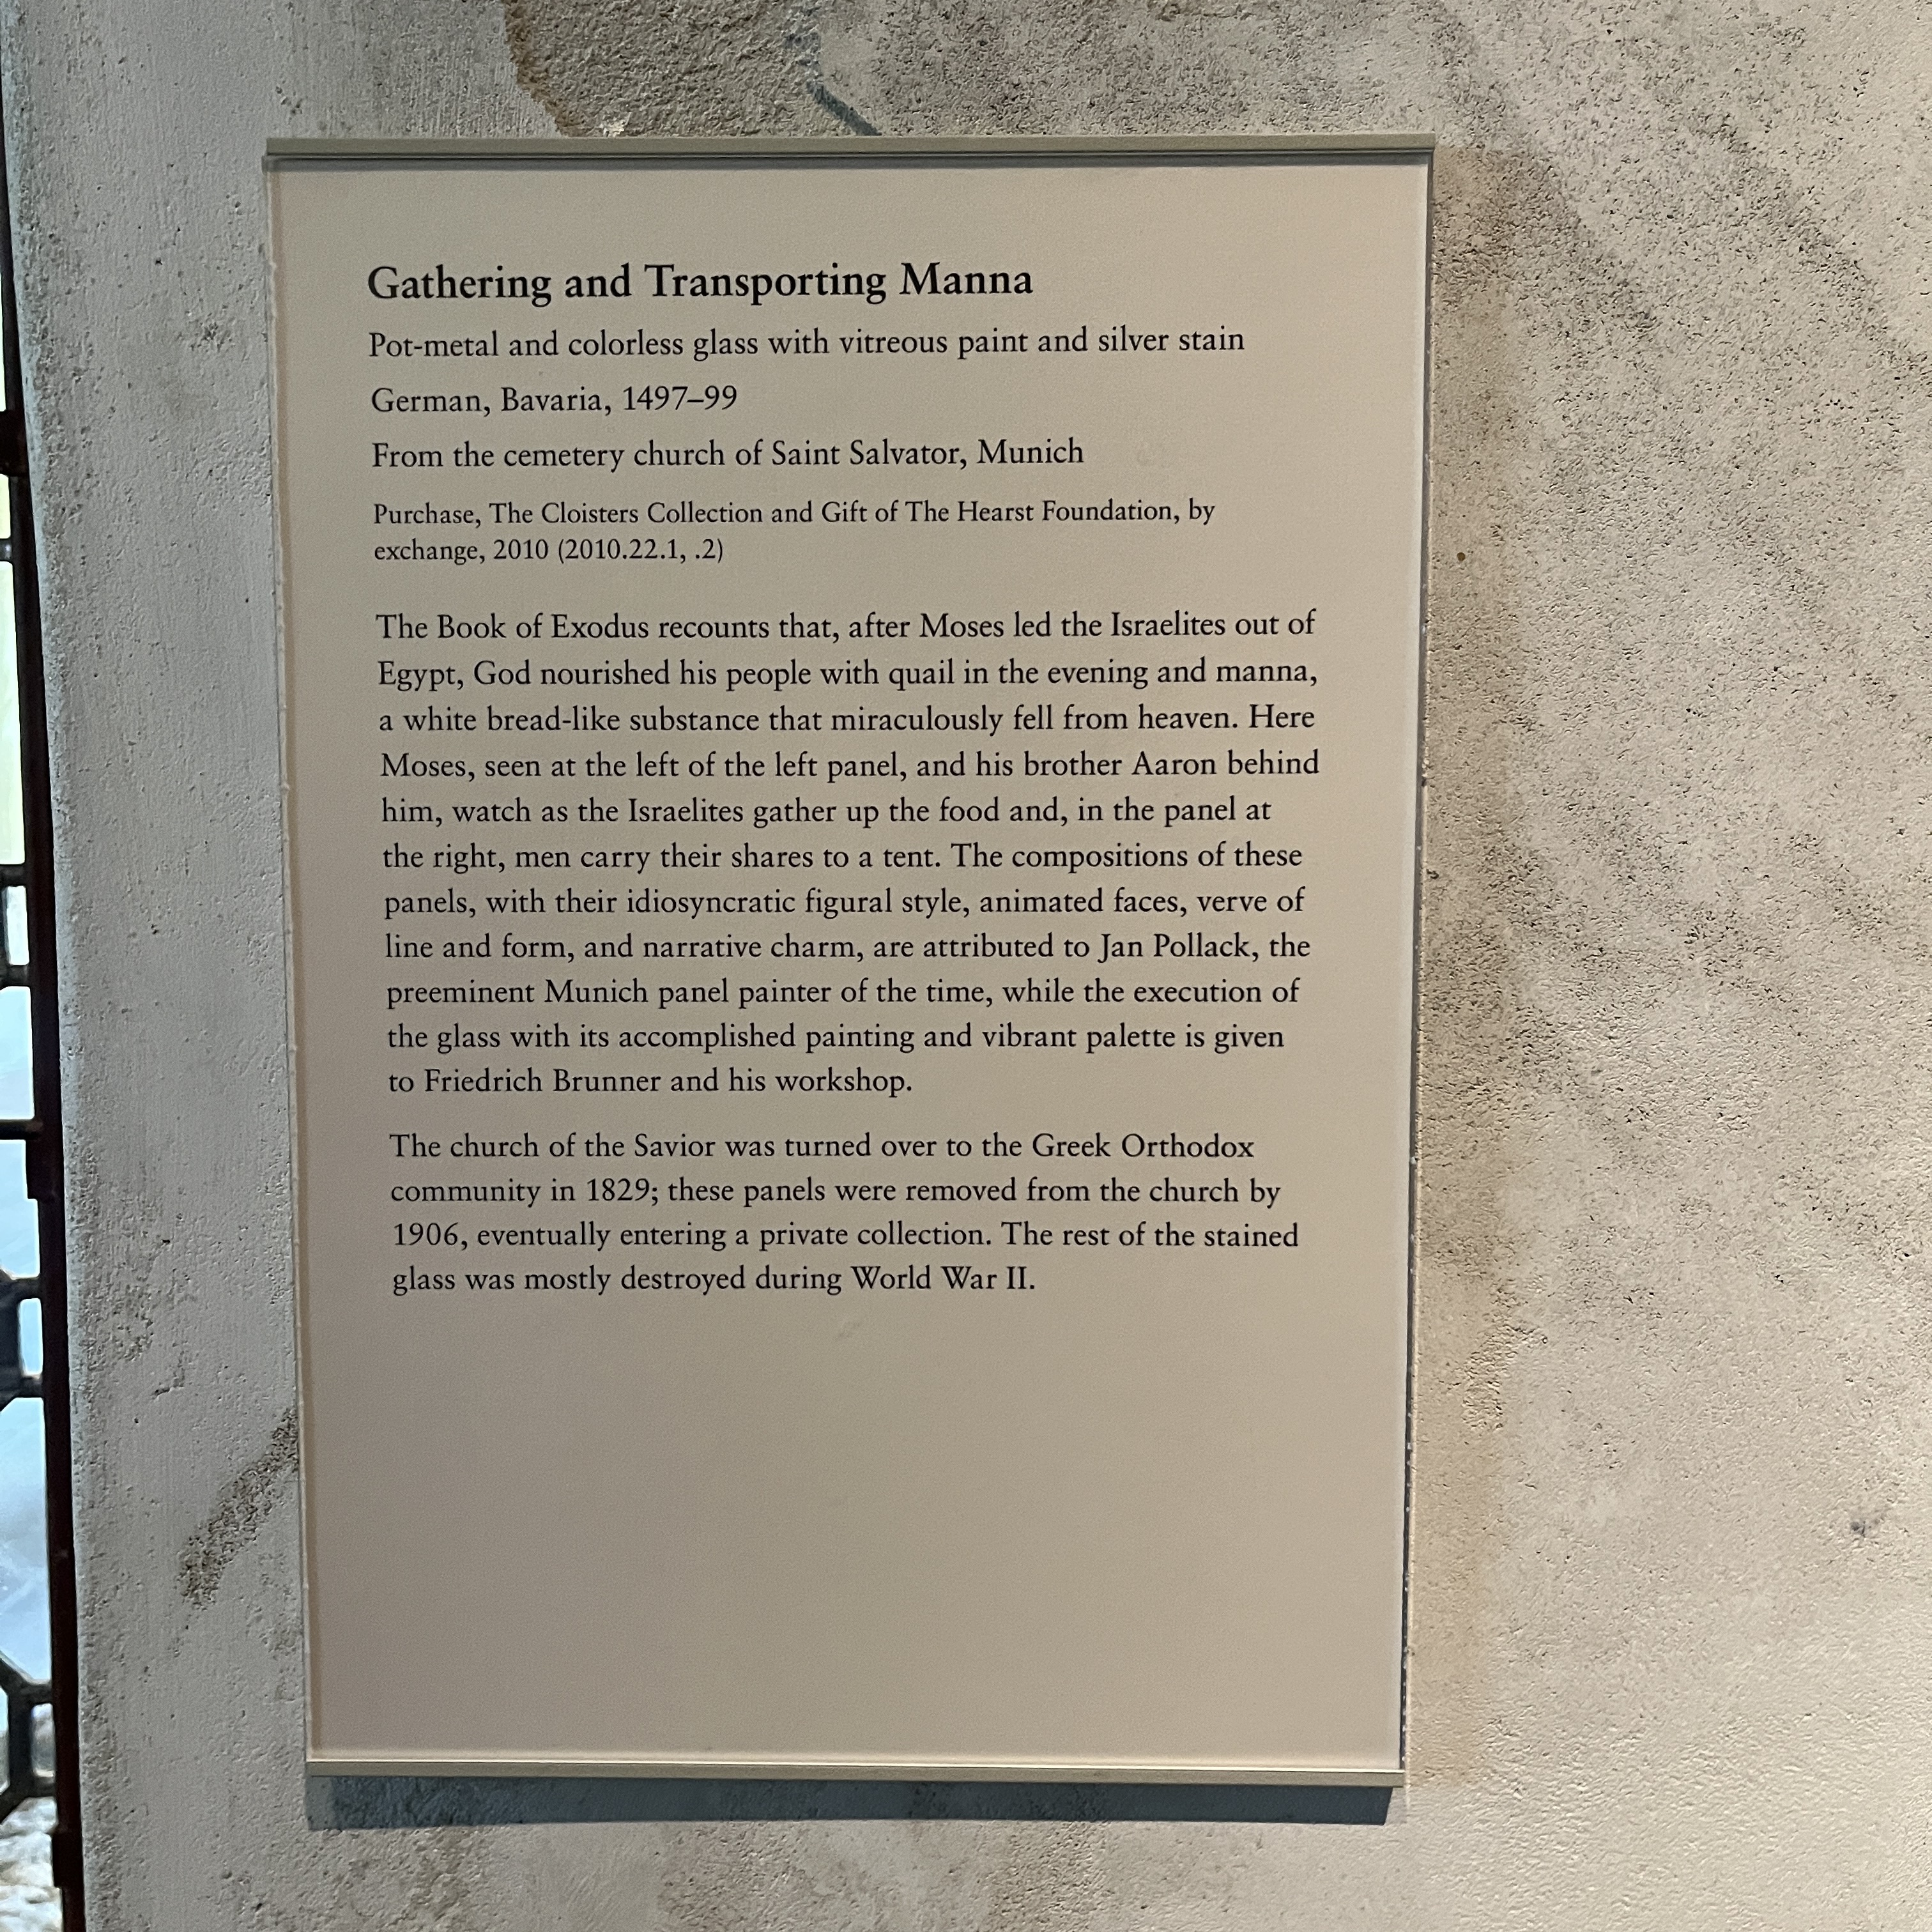 Gathering and Transporting Manna
Pot-metal and colorless glass with vitreous paint and silver stain
German, Bavaria, 1497–99
From the cemetery church of Saint Salvator, Munich
Purchase, The Cloisters Collection and Gift of The Hearst Foundation, by
exchange, 2010 (2010.22.1, .2)
The Book of Exodus recounts that, after Moses led the Israelites out of
Egypt, God nourished his people with quail in the evening and manna,
a white bread-like substance that miraculously fell from heaven. Here
Moses, seen at the left of the left panel, and his brother Aaron behind
him, watch as the Israelites gather up the food and, in the panel at
the right, men carry their shares to a tent. The compositions of these
panels, with their idiosyncratic figural style, animated faces, verve of
line and form, and narrative charm, are attributed to Jan Pollack, the
preeminent Munich panel painter of the time, while the execution of
the glass with its accomplished painting and vibrant palette is given
to Friedrich Brunner and his workshop.
The church of the Savior was turned over to the Greek Orthodox
community in 1829; these panels were removed from the church by
1906, eventually entering a private collection. The rest of the stained
glass was mostly destroyed during World War II.